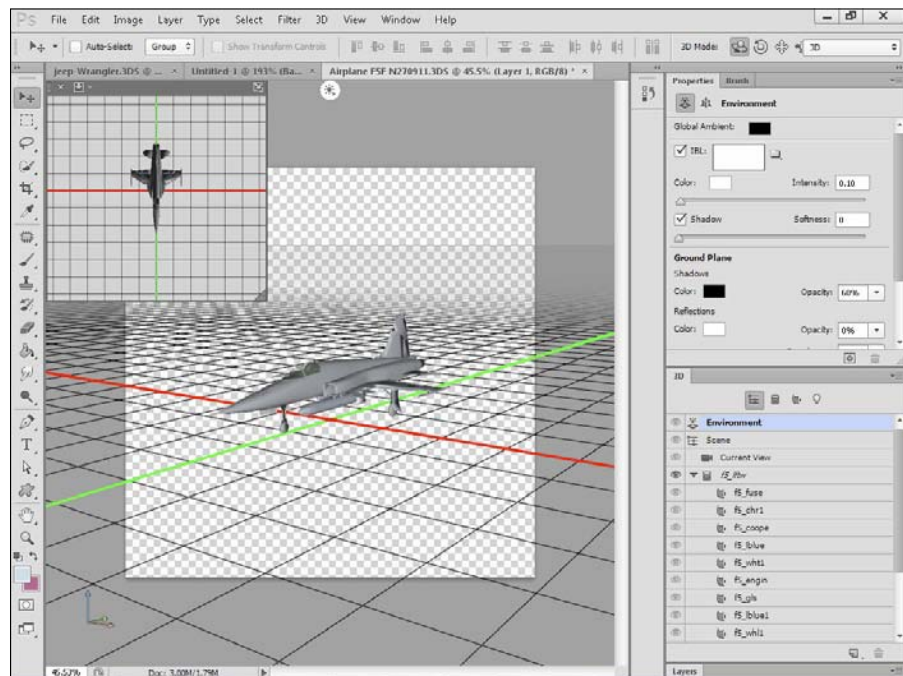 Ps File Edit Image Layer Type Select Filter 3D View Window Help
Auto-Select: Group Show Transform Controls 3D Mode: 3D
jeep-Wrangler.3DS @ ... × Untitled-1 @ 193% (Ba... × Airplane F5F N270911.3DS @ 45.5% (Layer 1, RGB/8) * ×
Properties Brush
Environment
Global Ambient:
IBL:
Color: Intensity: 0.10
Shadow Softness: 0
Ground Plane
Shadows
Color: Opacity: 60%
Reflections
Color: Opacity: 0%
3D
Environment
Scene
Current View
f5_fuse
f5_chr1
f5_coope
f5_lblue
f5_wht1
f5_engin
f5_gls
f5_lblue1
f5_whl1
45.53% Doc: 3.00M/1.79M
Layers